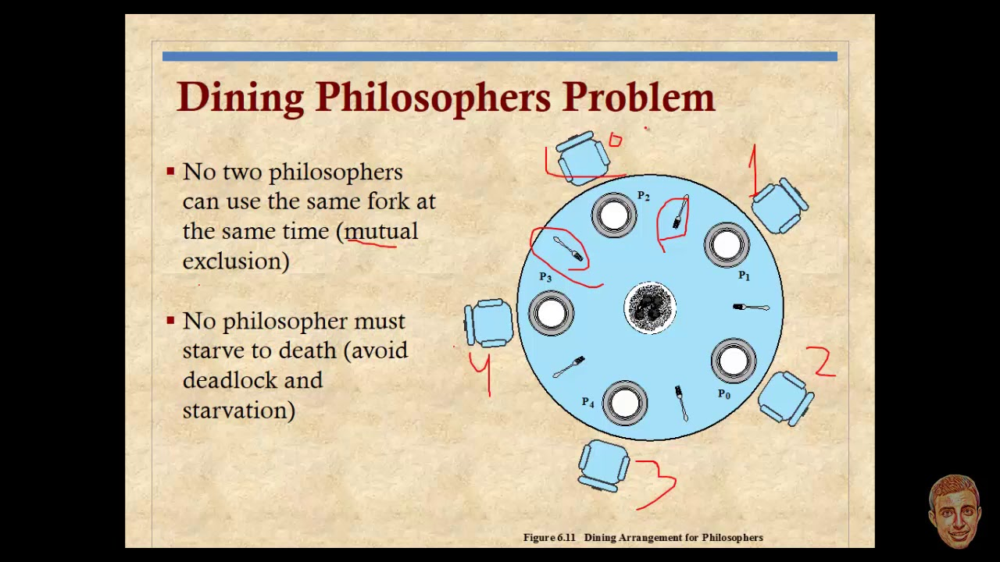 Dining Philosophers Problem
No two philosophers
can use the same fork at
the same time (mutual
exclusion)
No philosopher must
starve to death (avoid
deadlock and
starvation)
0
1
P2
P1
P3
2
4
P0
P4
3
Figure 6.11 Dining Arrangement for Philosophers